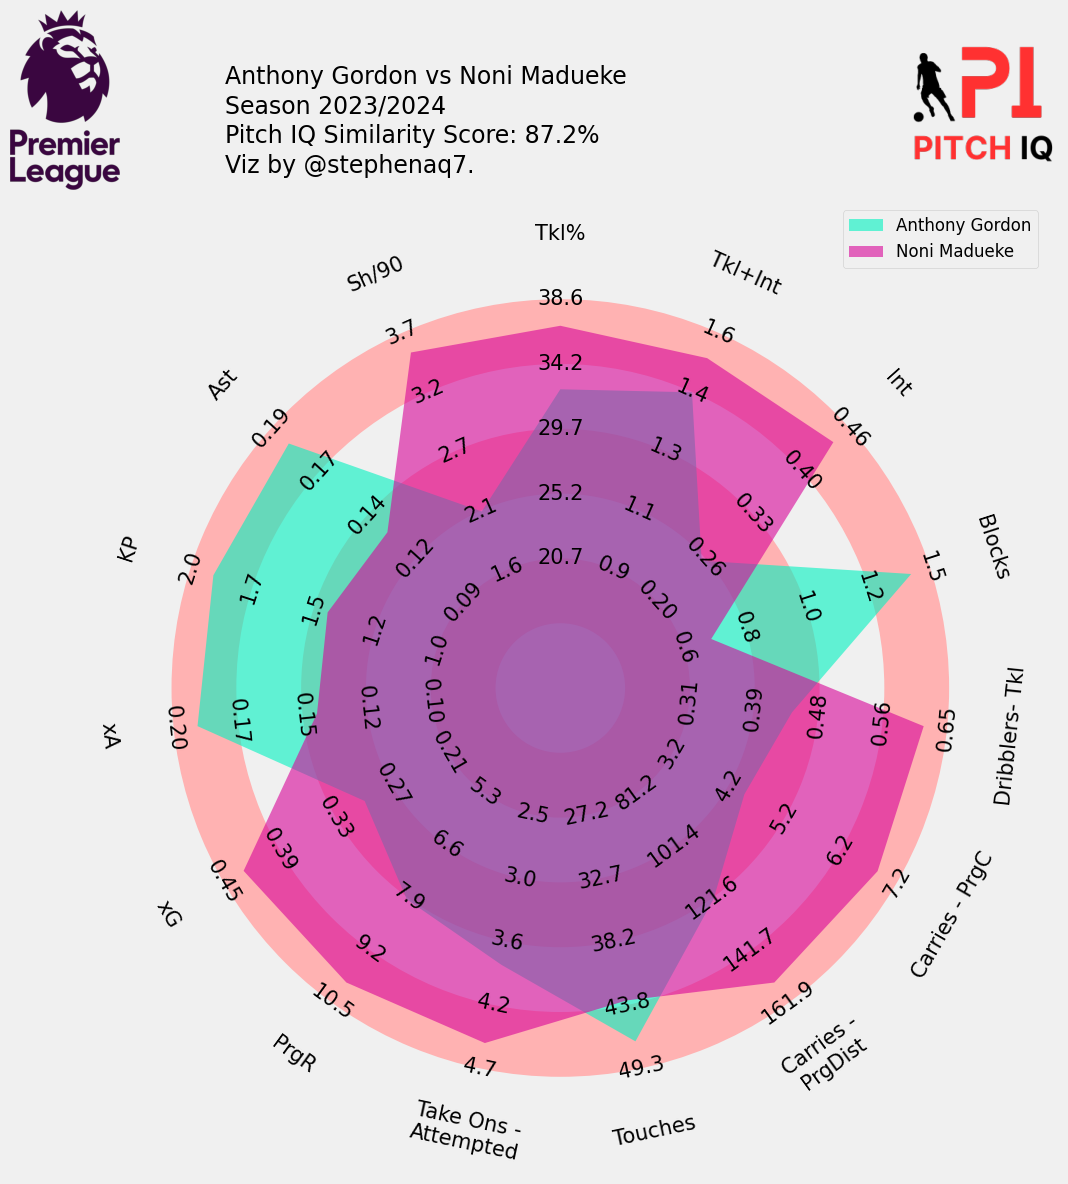 Premier
League
Anthony Gordon vs Noni Madueke
Season 2023/2024
Pitch IQ Similarity Score: 87.2%
Viz by @stephenaq7.
PI
PITCH IQ
Anthony Gordon
Noni Madueke
Tkl%
38.6
34.2
29.7
25.2
20.7
Tkl+Int
1.6
1.4
1.3
1.1
0.9
Int
0.46
0.40
0.33
0.26
0.20
Blocks
1.5
1.2
1.0
0.8
0.6
Dribblers- Tkl
0.65
0.56
0.48
0.39
0.31
Carries - PrgC
7.2
6.2
5.2
4.2
3.2
Carries -
PrgDist
161.9
141.7
121.6
101.4
81.2
Touches
49.3
43.8
38.2
32.7
27.2
Take Ons -
Attempted
4.7
4.2
3.6
3.0
2.5
PrgR
10.5
9.2
7.9
6.6
5.3
xG
0.45
0.39
0.33
0.27
0.21
xA
0.20
0.17
0.15
0.12
0.10
KP
2.0
1.7
1.5
1.2
1.0
Ast
0.19
0.17
0.14
0.12
0.09
Sh/90
3.7
3.2
2.7
2.1
1.6